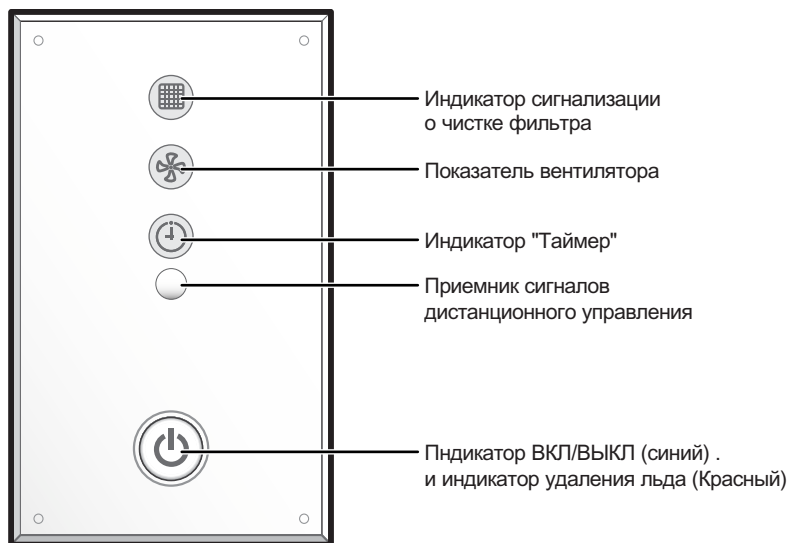 Индикатор сигнализации
о чистке фильтра
Показатель вентилятора
Индикатор "Таймер"
Приемник сигналов
дистанционного управления
Пндикатор ВКЛ/ВЫКЛ (синий) .
и индикатор удаления льда (Красный)